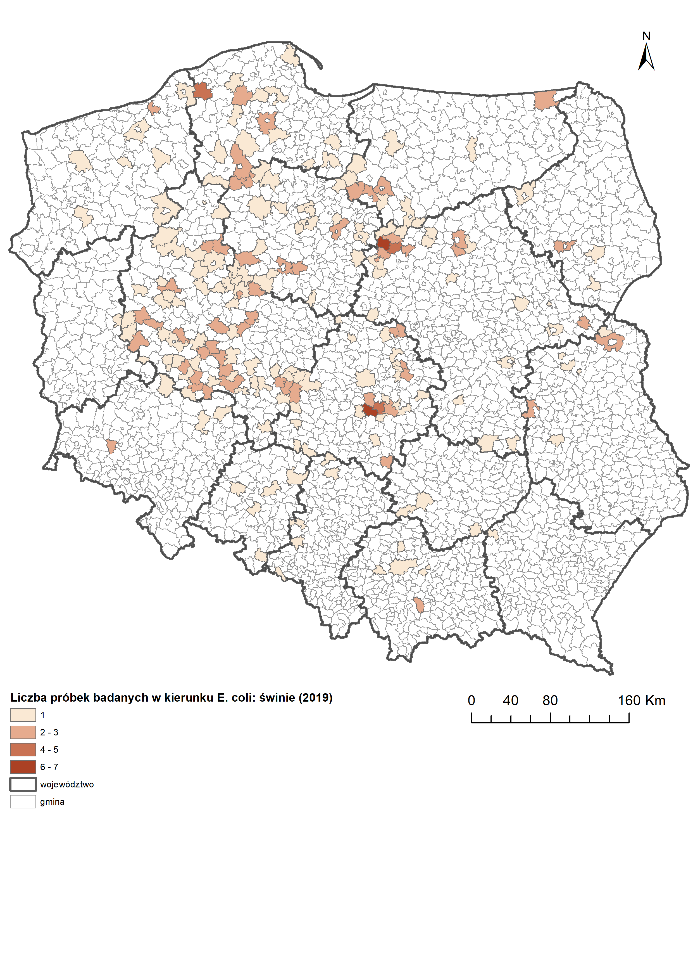 N
Liczba próbek badanych w kierunku E. coli: świnie (2019)
1
2 - 3
4 - 5
6 - 7
województwo
gmina
0 40 80 160 Km